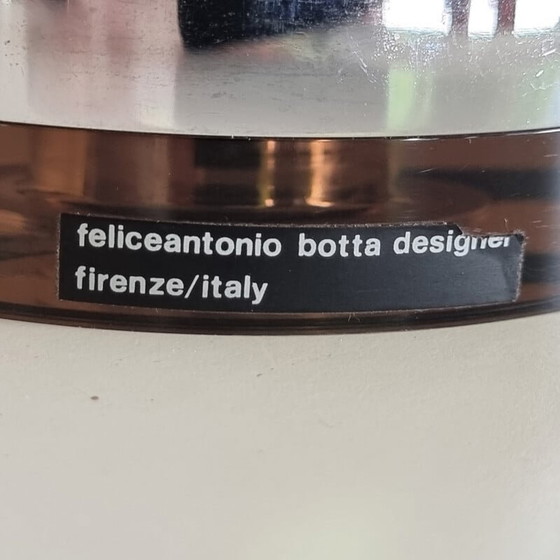 feliceantonio botta designer
firenze/italy